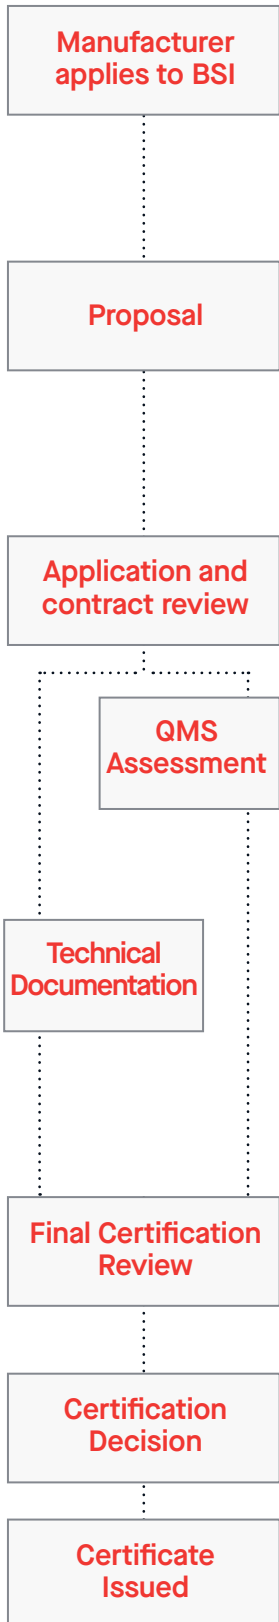 Manufacturer
applies to BSI
Proposal
Application and
contract review
QMS
Assessment
Technical
Documentation
Final Certification
Review
Certification
Decision
Certificate
Issued